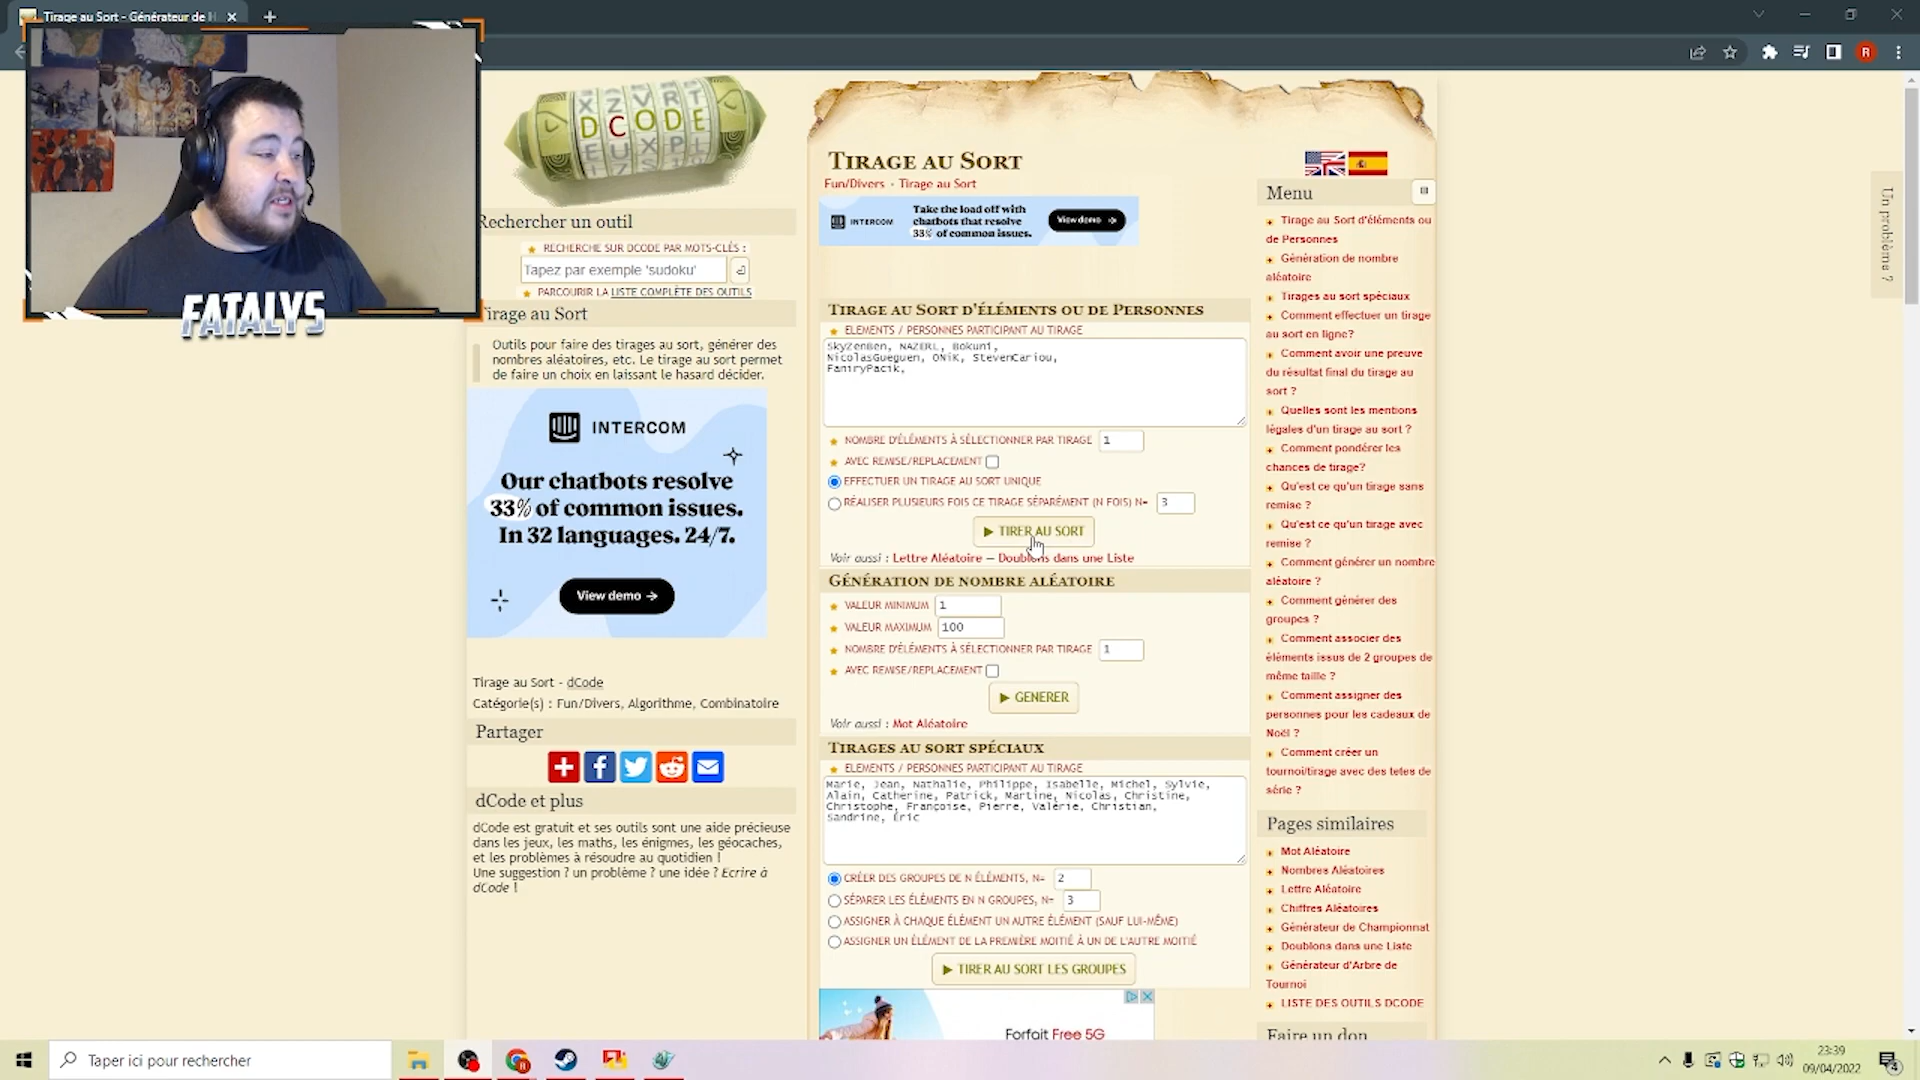 Tirage au Sort - Générateur de
R
FATALYS
XZVRT
DCODE
EUXPL
Rechercher un outil
RECHERCHE SUR DCODE PAR MOTS-CLÉS :
Tapez par exemple 'sudoku'
PARCOURIR LA LISTE COMPLÈTE DES OUTILS
Tirage au Sort
Outils pour faire des tirages au sort, générer des
nombres aléatoires, etc. Le tirage au sort permet
de faire un choix en laissant le hasard décider.
INTERCOM
Our chatbots resolve
33% of common issues.
In 32 languages. 24/7.
View demo →
Tirage au Sort - dCode
Catégorie(s) : Fun/Divers, Algorithme, Combinatoire
Partager
dCode et plus
dCode est gratuit et ses outils sont une aide précieuse
dans les jeux, les maths, les énigmes, les géocaches,
et les problèmes à résoudre au quotidien !
Une suggestion ? un problème ? une idée ? Ecrire à
dCode !
TIRAGE AU SORT
Fun/Divers - Tirage au Sort
INTERCOM
Take the load off with
chatbots that resolve
33% of common issues.
View demo →
TIRAGE AU SORT D'ÉLÉMENTS OU DE PERSONNES
ELEMENTS / PERSONNES PARTICIPANT AU TIRAGE
SkyZenBen, NAZERL, Bokuni,
NicolasGueguen, ONiK, StevenCariou,
FaniryPacik,
NOMBRE D'ÉLÉMENTS À SÉLECTIONNER PAR TIRAGE 1
AVEC REMISE/REPLACEMENT
EFFECTUER UN TIRAGE AU SORT UNIQUE
RÉALISER PLUSIEURS FOIS CE TIRAGE SÉPARÉMENT (N FOIS) N= 3
▶ TIRER AU SORT
Voir aussi : Lettre Aléatoire — Doublons dans une Liste
GÉNÉRATION DE NOMBRE ALÉATOIRE
VALEUR MINIMUM 1
VALEUR MAXIMUM 100
NOMBRE D'ÉLÉMENTS À SÉLECTIONNER PAR TIRAGE 1
AVEC REMISE/REPLACEMENT
▶ GENERER
Voir aussi : Mot Aléatoire
TIRAGES AU SORT SPÉCIAUX
ELEMENTS / PERSONNES PARTICIPANT AU TIRAGE
Marie, Jean, Nathalie, Philippe, Isabelle, Michel, Sylvie,
Alain, Catherine, Patrick, Martine, Nicolas, Christine,
Christophe, Françoise, Pierre, Valérie, Christian,
Sandrine, Éric
CRÉER DES GROUPES DE N ÉLÉMENTS, N= 2
SÉPARER LES ÉLÉMENTS EN N GROUPES, N= 3
ASSIGNER À CHAQUE ÉLÉMENT UN AUTRE ÉLÉMENT (SAUF LUI-MÊME)
ASSIGNER UN ÉLÉMENT DE LA PREMIÈRE MOITIÉ À UN DE L'AUTRE MOITIÉ
▶ TIRER AU SORT LES GROUPES
Forfait Free 5G
Menu
Tirage au Sort d'éléments ou
de Personnes
Génération de nombre
aléatoire
Tirages au sort spéciaux
Comment effectuer un tirage
au sort en ligne?
Comment avoir une preuve
du résultat final du tirage au
sort ?
Quelles sont les mentions
légales d'un tirage au sort ?
Comment pondérer les
chances de tirage?
Qu'est ce qu'un tirage sans
remise ?
Qu'est ce qu'un tirage avec
remise ?
Comment générer un nombre
aléatoire ?
Comment générer des
groupes ?
Comment associer des
éléments issus de 2 groupes de
même taille ?
Comment assigner des
personnes pour les cadeaux de
Noël ?
Comment créer un
tournoi/tirage avec des tetes de
série ?
Pages similaires
Mot Aléatoire
Nombres Aléatoires
Lettre Aléatoire
Chiffres Aléatoires
Générateur de Championnat
Doublons dans une Liste
Générateur d'Arbre de
Tournoi
LISTE DES OUTILS DCODE
Faire un don
Un problème ?
Taper ici pour rechercher
23:39
09/04/2022
4